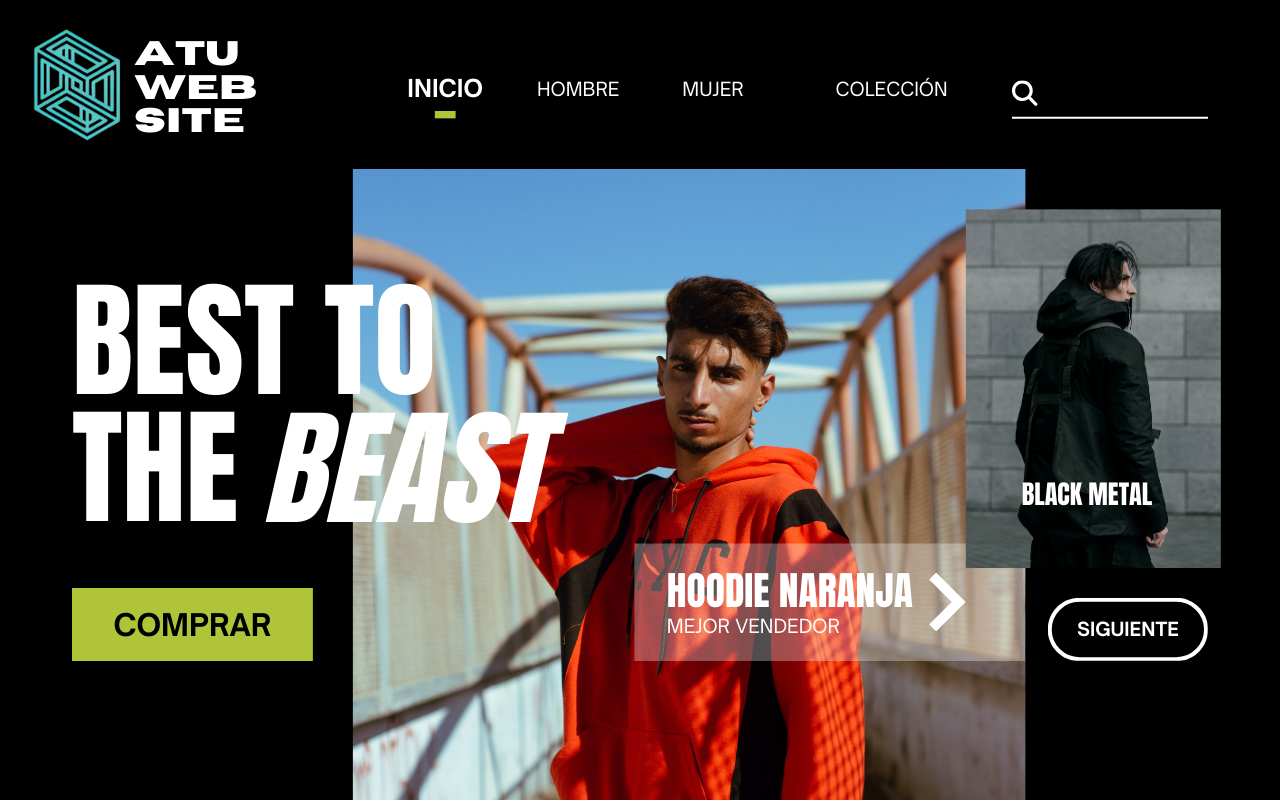 ATU
WEB
SITE
INICIO
HOMBRE
MUJER
COLECCIÓN
BEST TO
THE BEAST
BLACK METAL
HOODIE NARANJA
MEJOR VENDEDOR
COMPRAR
SIGUIENTE